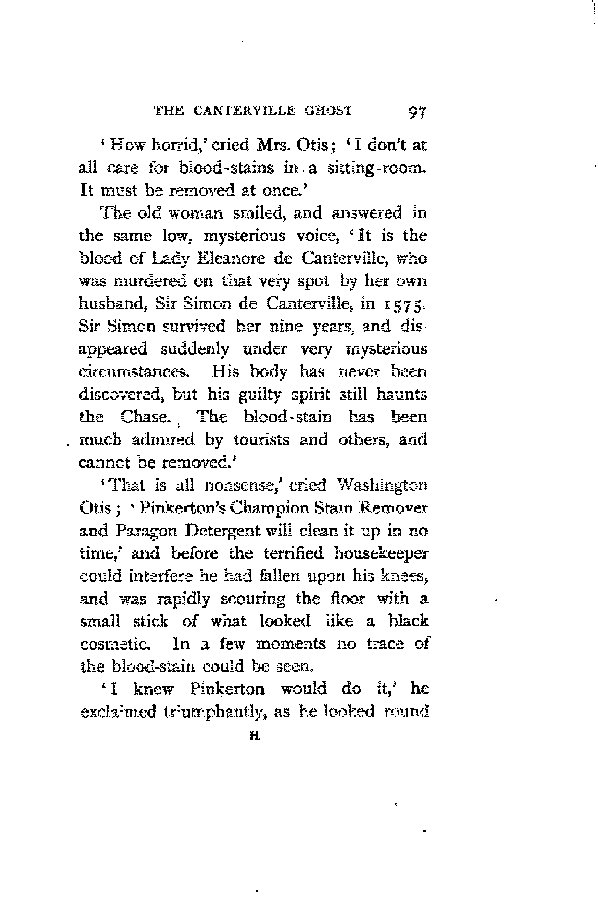 THE CANTERVILLE GHOST 97
‘How horrid,’ cried Mrs. Otis; ‘I don’t at
all care for blood-stains in a sitting-room.
It must be removed at once.’
The old woman smiled, and answered in
the same low, mysterious voice, ‘It is the
blood of Lady Eleanore de Canterville, who
was murdered on that very spot by her own
husband, Sir Simon de Canterville, in 1575.
Sir Simon survived her nine years, and dis-
appeared suddenly under very mysterious
circumstances. His body has never been
discovered, but his guilty spirit still haunts
the Chase. The blood-stain has been
much admired by tourists and others, and
cannot be removed.’
‘That is all nonsense,’ cried Washington
Otis; ‘Pinkerton’s Champion Stain Remover
and Paragon Detergent will clean it up in no
time,’ and before the terrified housekeeper
could interfere he had fallen upon his knees,
and was rapidly scouring the floor with a
small stick of what looked like a black
cosmetic. In a few moments no trace of
the blood-stain could be seen.
‘I knew Pinkerton would do it,’ he
exclaimed triumphantly, as he looked round
H